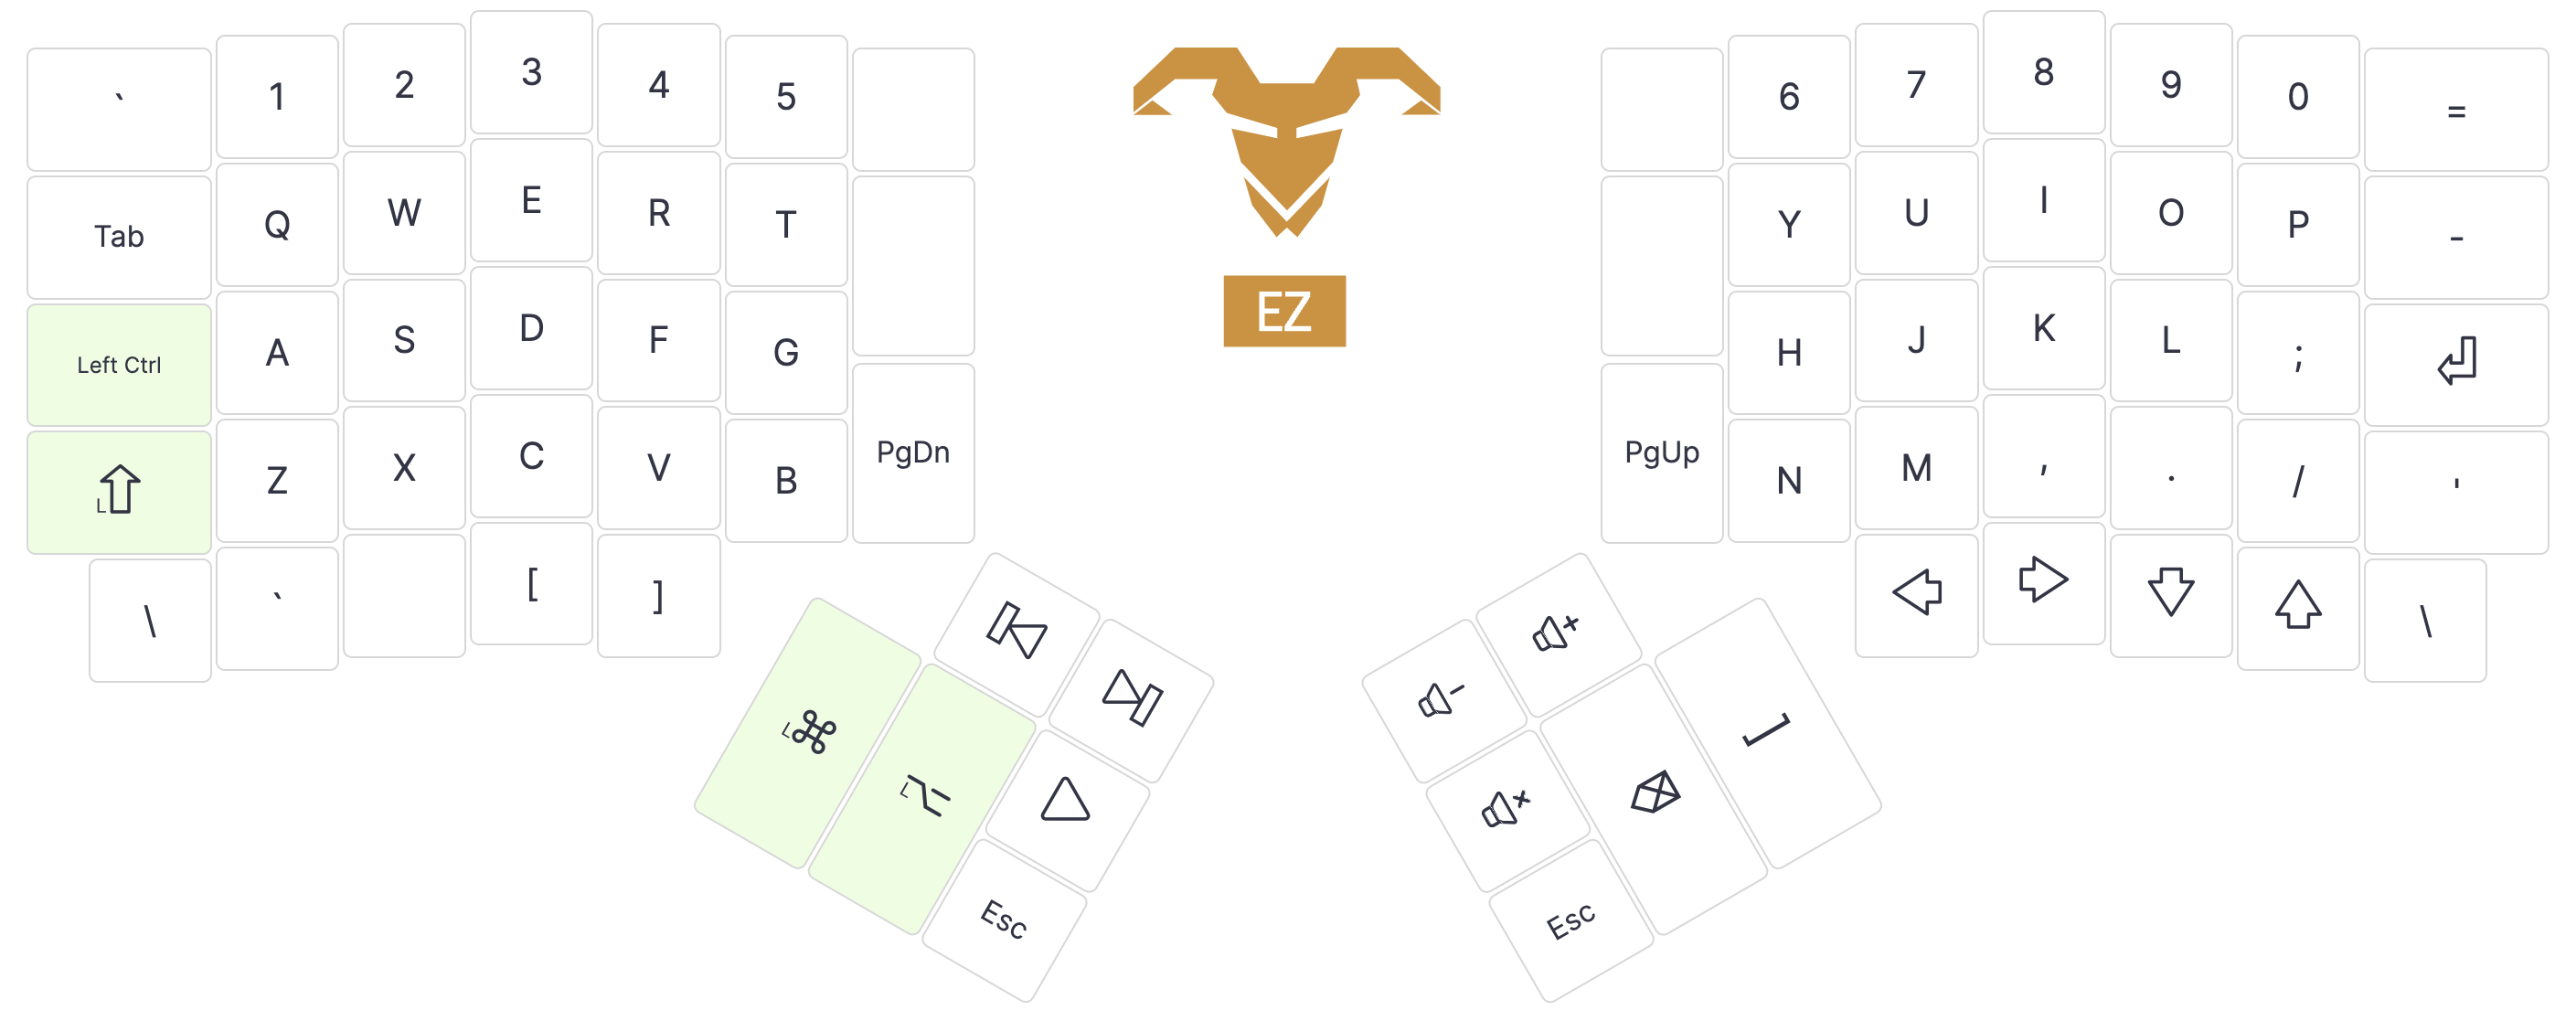 ` 1 2 3 4 5 6 7 8 9 0 =
Tab Q W E R T Y U I O P -
EZ
Left Ctrl A S D F G H J K L ;
L Z X C V B PgDn PgUp N M , . / '
\ ` [ ] \
L
L
Esc Esc